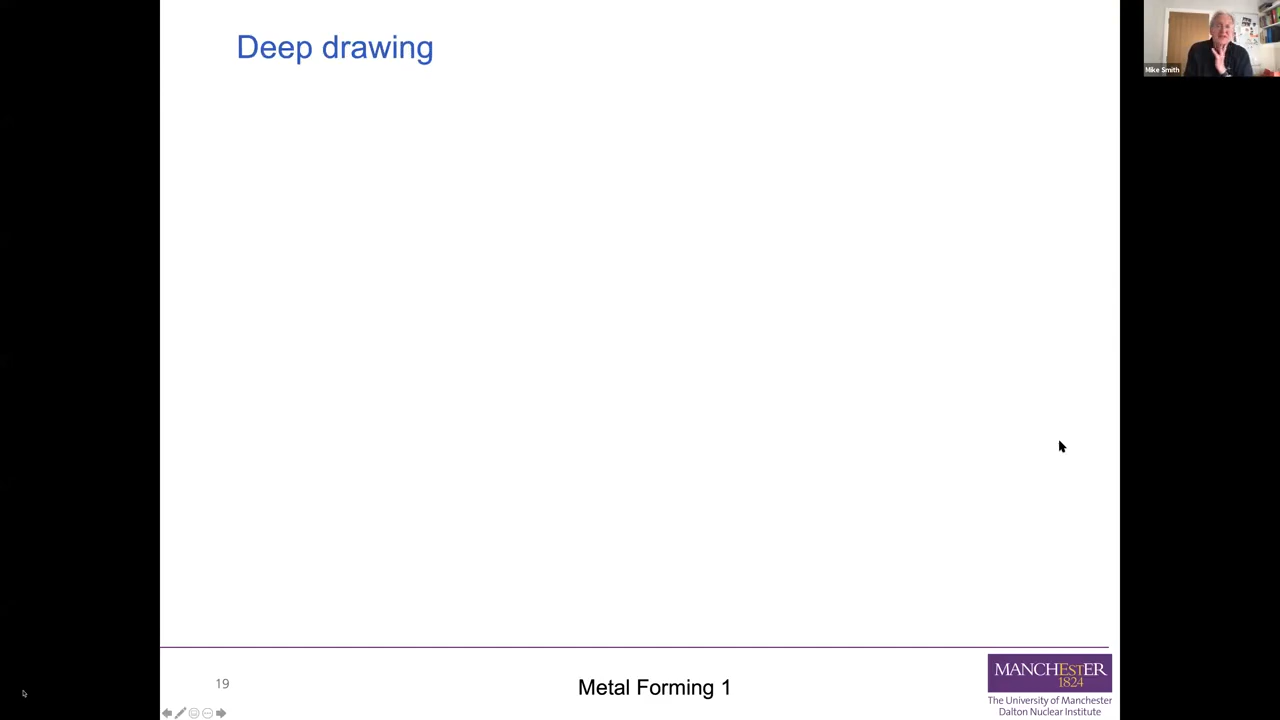 Deep drawing
Mike Smith
19
Metal Forming 1
MANCHESTER
1824
The University of Manchester
Dalton Nuclear Institute